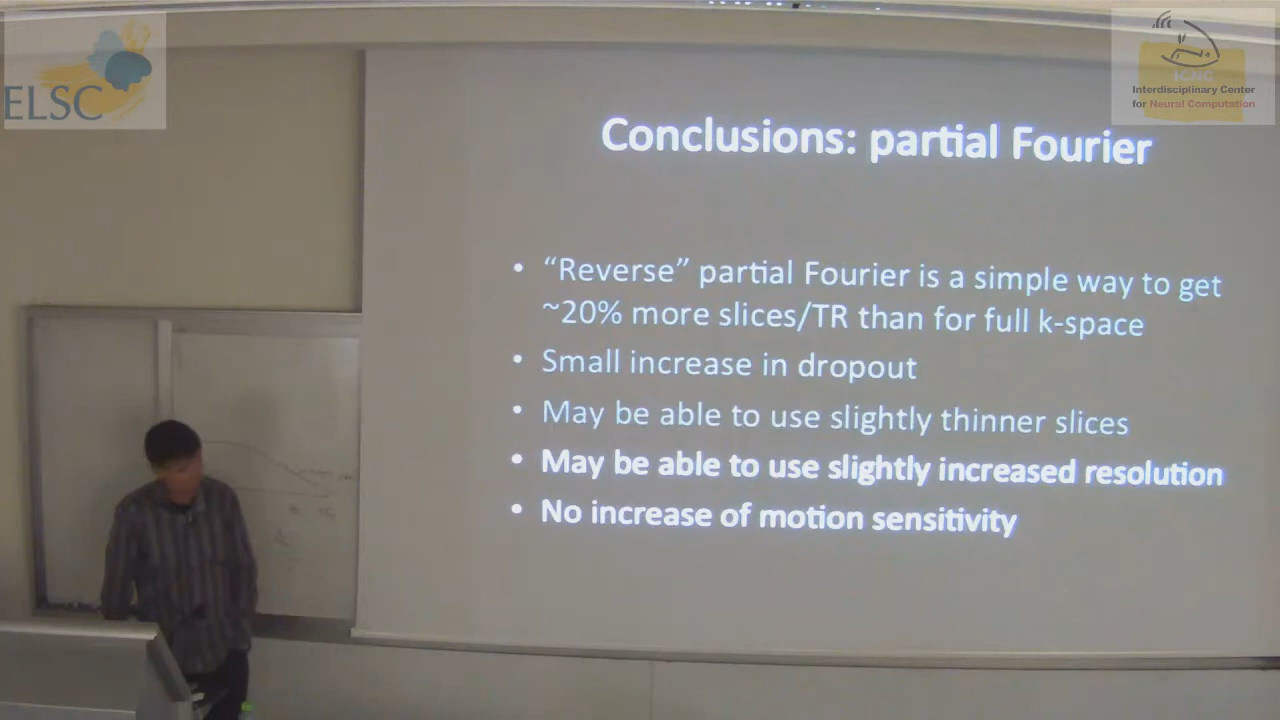 ELSC
ICNC
Interdisciplinary Center
for Neural Computation
Conclusions: partial Fourier
• “Reverse” partial Fourier is a simple way to get
~20% more slices/TR than for full k-space
• Small increase in dropout
• May be able to use slightly thinner slices
• May be able to use slightly increased resolution
• No increase of motion sensitivity